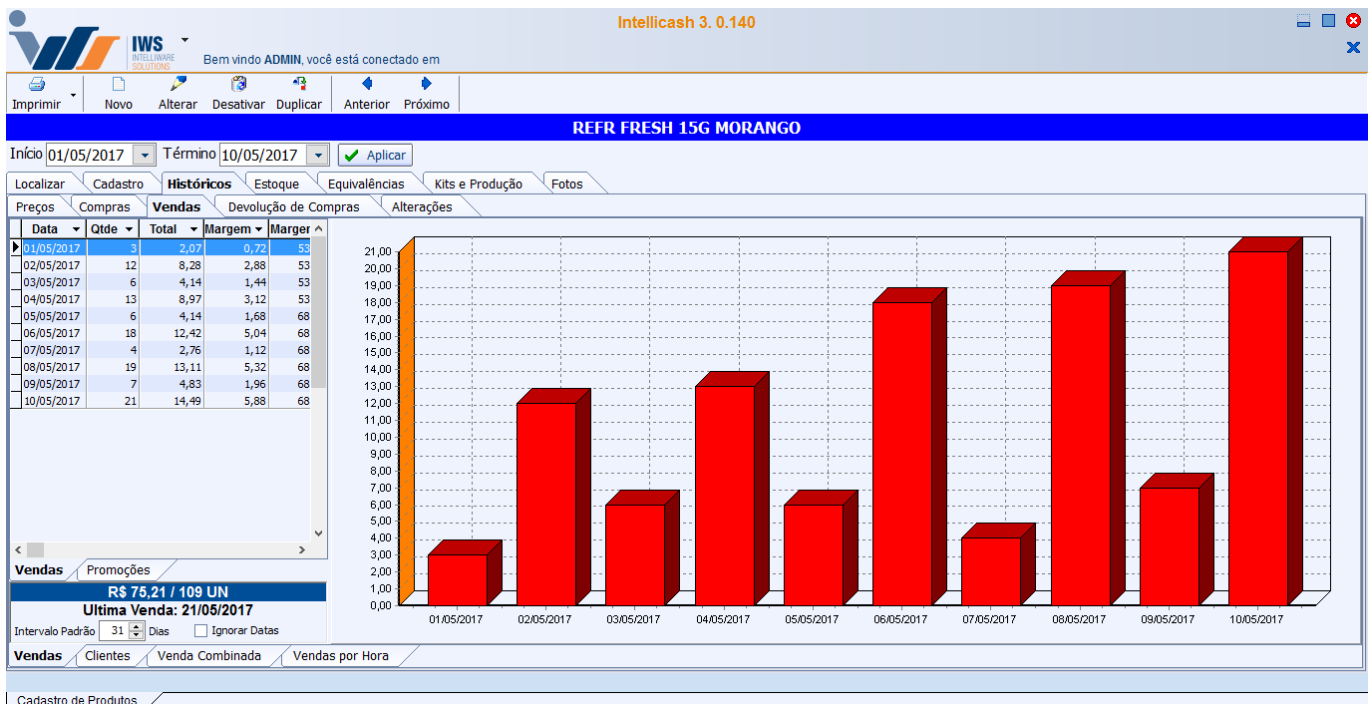 Intellicash 3. 0.140
IWS
INTELLIWARE
SOLUTIONS
Bem vindo ADMIN, você está conectado em
Imprimir Novo Alterar Desativar Duplicar Anterior Próximo
REFR FRESH 15G MORANGO
Início 01/05/2017 Término 10/05/2017 Aplicar
Localizar Cadastro Históricos Estoque Equivalências Kits e Produção Fotos
Preços Compras Vendas Devolução de Compras Alterações
Data Qtde Total Margem Marger
01/05/2017 3 2,07 0,72 53
02/05/2017 12 8,28 2,88 53
03/05/2017 6 4,14 1,44 53
04/05/2017 13 8,97 3,12 53
05/05/2017 6 4,14 1,68 68
06/05/2017 18 12,42 5,04 68
07/05/2017 4 2,76 1,12 68
08/05/2017 19 13,11 5,32 68
09/05/2017 7 4,83 1,96 68
10/05/2017 21 14,49 5,88 68
Vendas Promoções
R$ 75,21 / 109 UN
Ultima Venda: 21/05/2017
Intervalo Padrão 31 Dias Ignorar Datas
21,00
20,00
19,00
18,00
17,00
16,00
15,00
14,00
13,00
12,00
11,00
10,00
9,00
8,00
7,00
6,00
5,00
4,00
3,00
2,00
1,00
0,00
01/05/2017 02/05/2017 03/05/2017 04/05/2017 05/05/2017 06/05/2017 07/05/2017 08/05/2017 09/05/2017 10/05/2017
Vendas Clientes Venda Combinada Vendas por Hora
Cadastro de Produtos